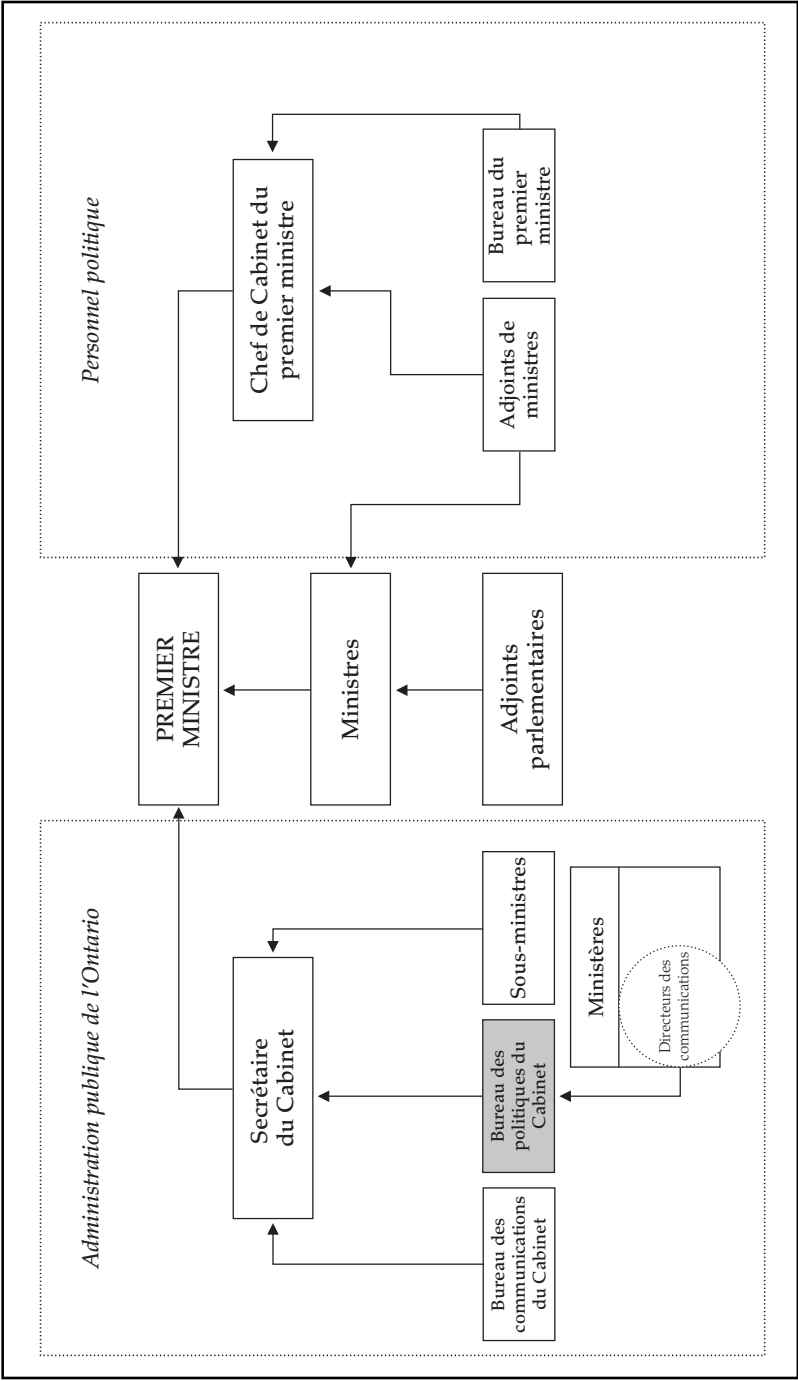 Administration publique de l'Ontario
Personnel politique
PREMIER
MINISTRE
Secrétaire
du Cabinet
Ministres
Chef de Cabinet du
premier ministre
Bureau des
communications
du Cabinet
Bureau des
politiques du
Cabinet
Sous-ministres
Adjoints
parlementaires
Adjoints de
ministres
Bureau du
premier
ministre
Ministères
Directeurs des
communications